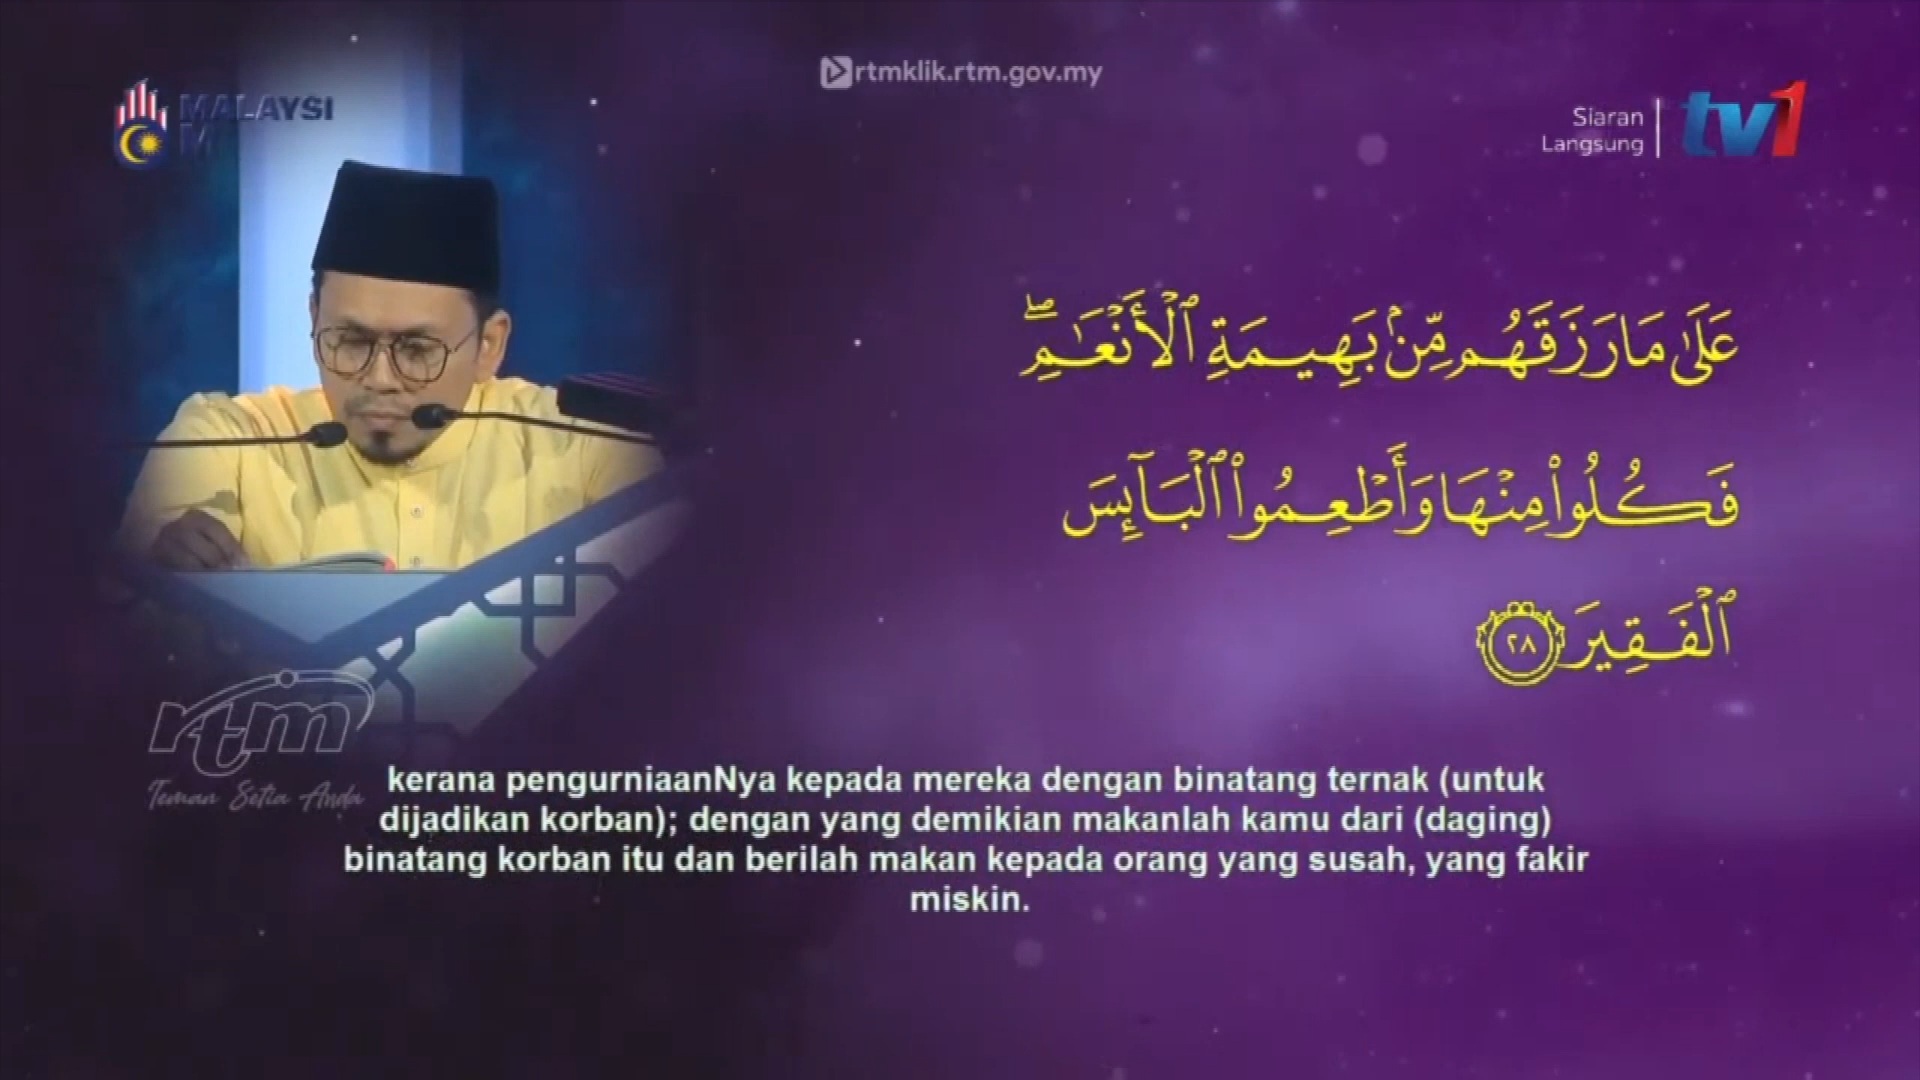 rtmklik.rtm.gov.my
MALAYSI
M
Siaran
Langsung
tv1
عَلَىٰ مَا رَزَقَهُم مِّنۢ بَهِيمَةِ ٱلْأَنْعَـٰمِ ۖ
فَكُلُوا۟ مِنْهَا وَأَطْعِمُوا۟ ٱلْبَآئِسَ
ٱلْفَقِيرَ ٢٨
rtm
Teman Setia Anda
kerana pengurniaanNya kepada mereka dengan binatang ternak (untuk
dijadikan korban); dengan yang demikian makanlah kamu dari (daging)
binatang korban itu dan berilah makan kepada orang yang susah, yang fakir
miskin.